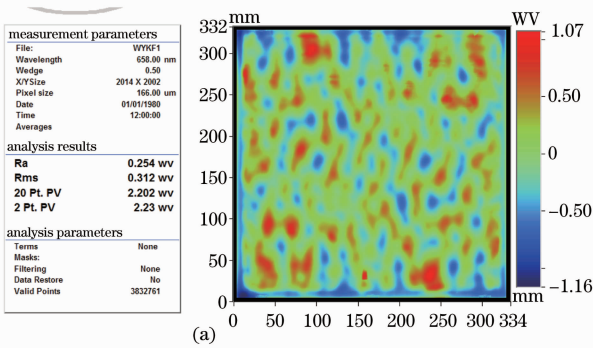 measurement parameters
File: WYKF1
Wavelength 658.00 nm
Wedge 0.50
X/YSize 2014 X 2002
Pixel size 166.00 um
Date 01/01/1980
Time 12:00:00
Averages
analysis results
Ra 0.254 wv
Rms 0.312 wv
20 Pt. PV 2.202 wv
2 Pt. PV 2.23 wv
analysis parameters
Terms None
Masks:
Filtering None
Data Restore No
Valid Points 3832761
mm
332
300
250
200
150
100
50
0
0 50 100 150 200 250 300 334
mm
WV
1.07
0.50
0
−0.50
−1.16
(a)